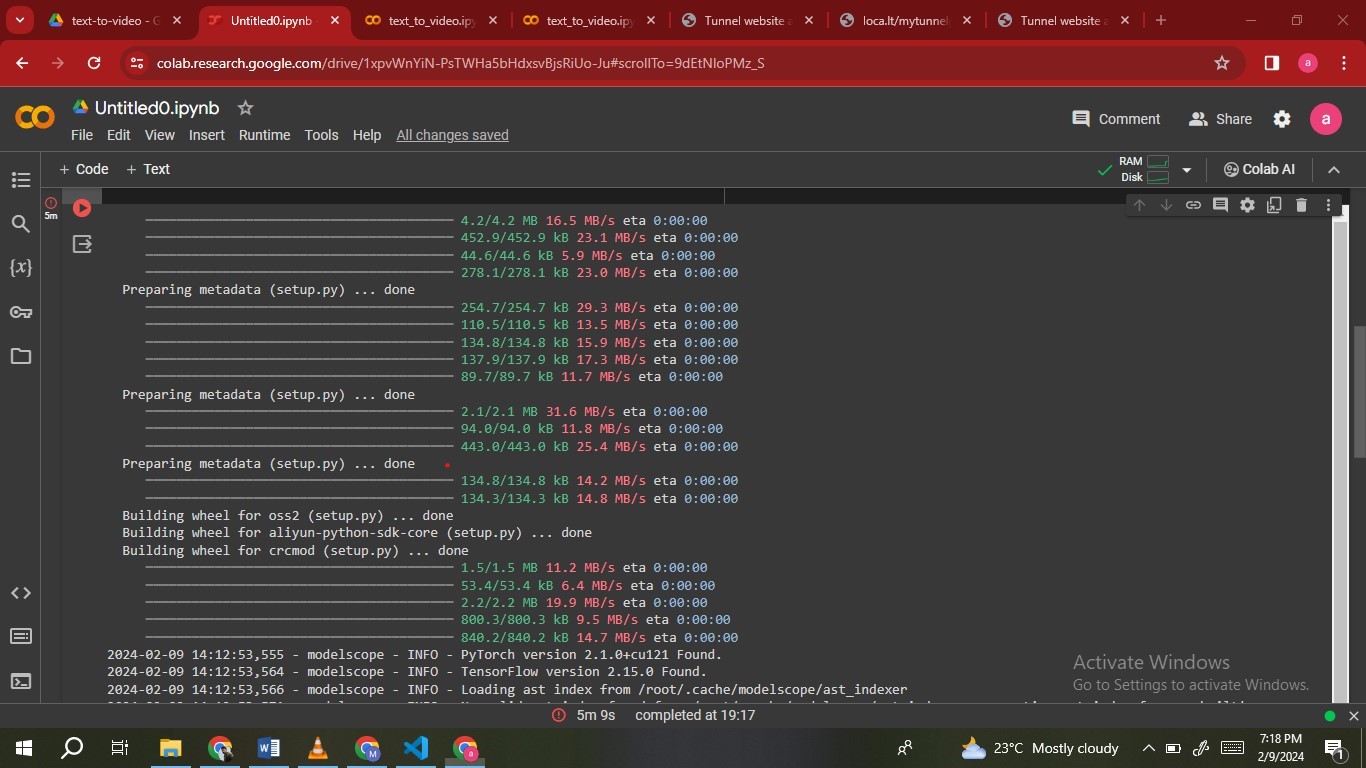 text-to-video - G
Untitled0.ipynb
text_to_video.ipy
text_to_video.ipy
Tunnel website a
loca.lt/mytunnel
Tunnel website a
colab.research.google.com/drive/1xpvWnYiN-PsTWHa5bHdxsvBjsRiUo-Ju#scrollTo=9dEtNIoPMz_S
a
Untitled0.ipynb
Comment
Share
a
File Edit View Insert Runtime Tools Help All changes saved
+ Code + Text
RAM
Disk
Colab AI
5m
4.2/4.2 MB 16.5 MB/s eta 0:00:00
452.9/452.9 kB 23.1 MB/s eta 0:00:00
44.6/44.6 kB 5.9 MB/s eta 0:00:00
278.1/278.1 kB 23.0 MB/s eta 0:00:00
Preparing metadata (setup.py) ... done
254.7/254.7 kB 29.3 MB/s eta 0:00:00
110.5/110.5 kB 13.5 MB/s eta 0:00:00
134.8/134.8 kB 15.9 MB/s eta 0:00:00
137.9/137.9 kB 17.3 MB/s eta 0:00:00
89.7/89.7 kB 11.7 MB/s eta 0:00:00
Preparing metadata (setup.py) ... done
2.1/2.1 MB 31.6 MB/s eta 0:00:00
94.0/94.0 kB 11.8 MB/s eta 0:00:00
443.0/443.0 kB 25.4 MB/s eta 0:00:00
Preparing metadata (setup.py) ... done
134.8/134.8 kB 14.2 MB/s eta 0:00:00
134.3/134.3 kB 14.8 MB/s eta 0:00:00
Building wheel for oss2 (setup.py) ... done
Building wheel for aliyun-python-sdk-core (setup.py) ... done
Building wheel for crcmod (setup.py) ... done
1.5/1.5 MB 11.2 MB/s eta 0:00:00
53.4/53.4 kB 6.4 MB/s eta 0:00:00
2.2/2.2 MB 19.9 MB/s eta 0:00:00
800.3/800.3 kB 9.5 MB/s eta 0:00:00
840.2/840.2 kB 14.7 MB/s eta 0:00:00
2024-02-09 14:12:53,555 - modelscope - INFO - PyTorch version 2.1.0+cu121 Found.
2024-02-09 14:12:53,564 - modelscope - INFO - TensorFlow version 2.15.0 Found.
2024-02-09 14:12:53,566 - modelscope - INFO - Loading ast index from /root/.cache/modelscope/ast_indexer
Activate Windows
Go to Settings to activate Windows.
5m 9s completed at 19:17
23°C Mostly cloudy
7:18 PM
2/9/2024
1